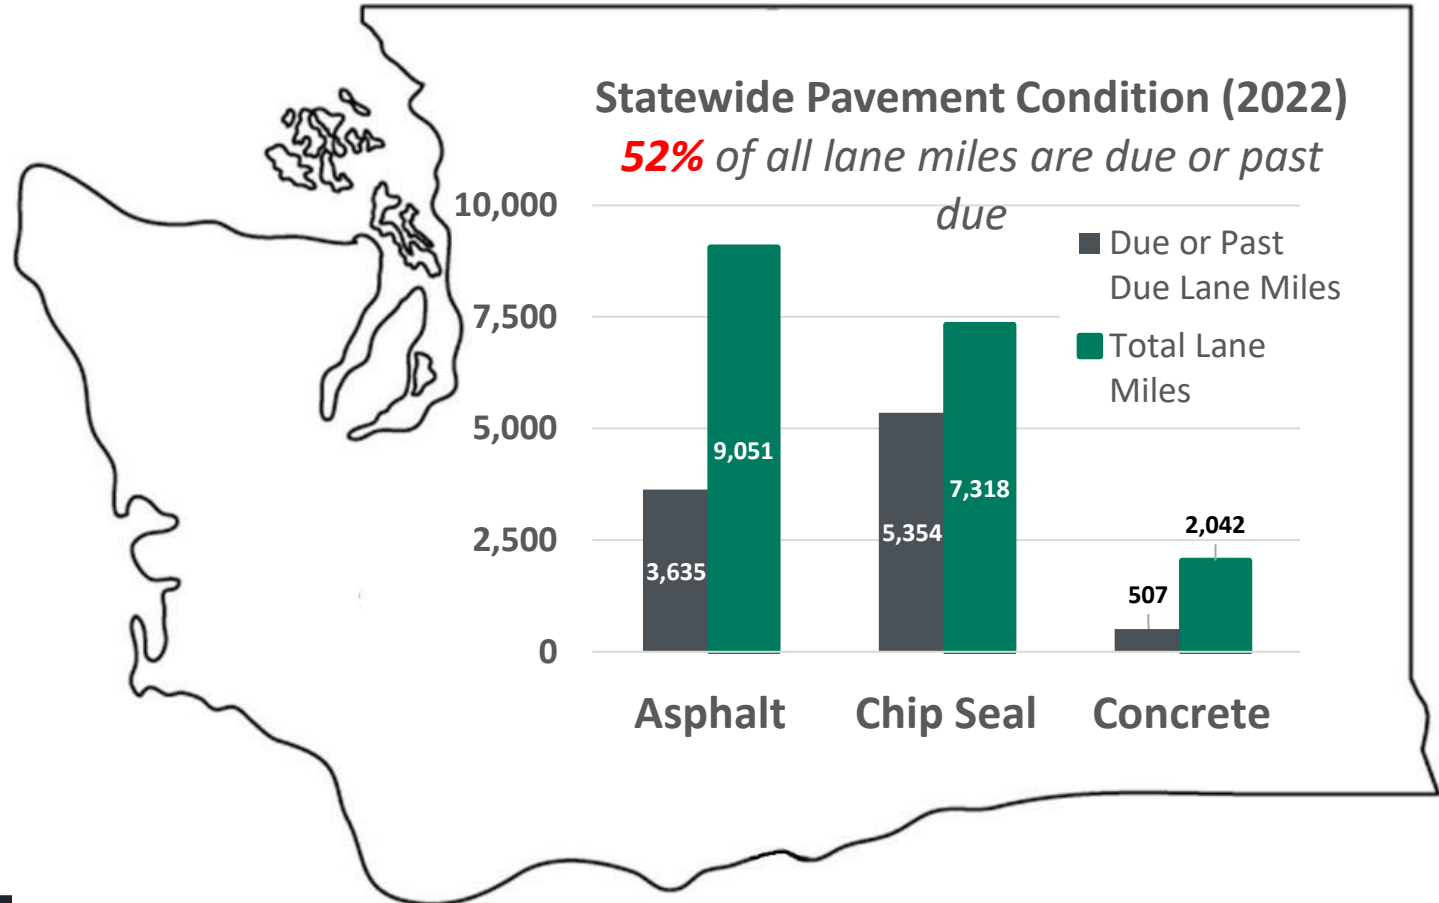 Statewide Pavement Condition (2022)
52% of all lane miles are due or past
due
10,000
7,500
5,000
2,500
0
Due or Past
Due Lane Miles
Total Lane
Miles
3,635
9,051
5,354
7,318
507
2,042
Asphalt
Chip Seal
Concrete